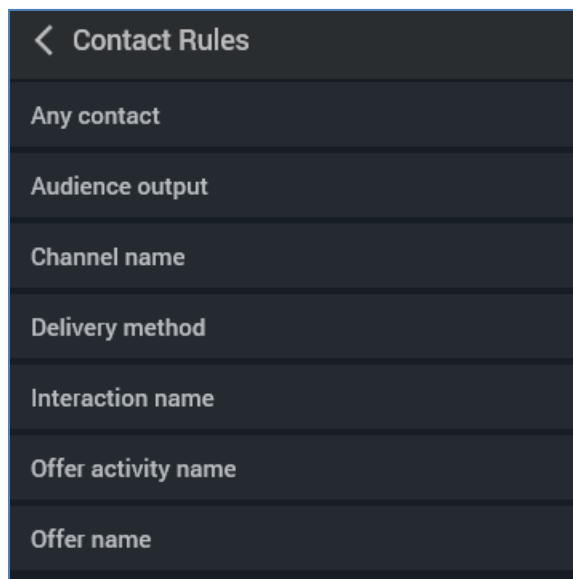 Contact Rules
Any contact
Audience output
Channel name
Delivery method
Interaction name
Offer activity name
Offer name